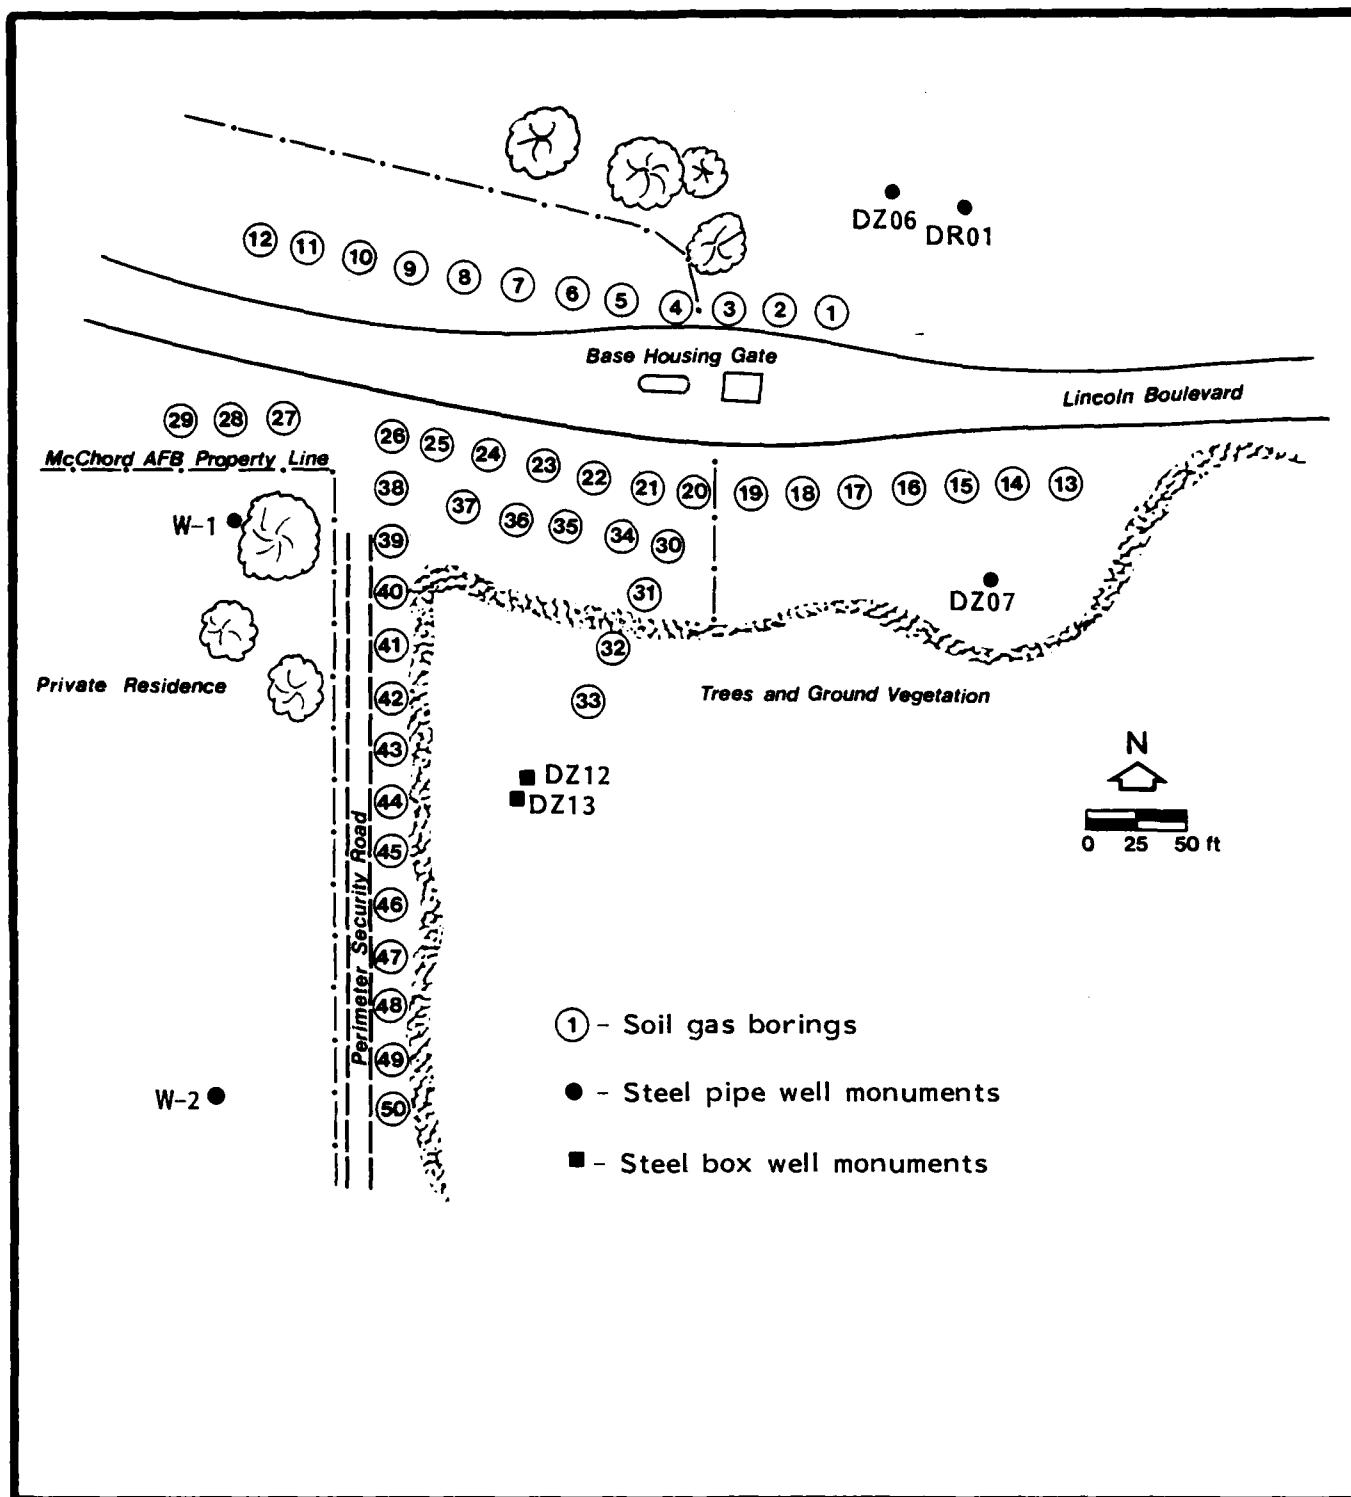 DZ06
DR01
12 11 10 9 8 7 6 5 4 3 2 1
Base Housing Gate
Lincoln Boulevard
29 28 27
26 25 24 23 22 21 20 19 18 17 16 15 14 13
McChord AFB Property Line
38 37 36 35 34 30
W-1
39
40
31
DZ07
41
32
Private Residence
42
33
Trees and Ground Vegetation
43
N
DZ12
44
DZ13
0 25 50 ft
45
Perimeter Security Road
46
47
48
49
50
1 - Soil gas borings
- Steel pipe well monuments
W-2
- Steel box well monuments